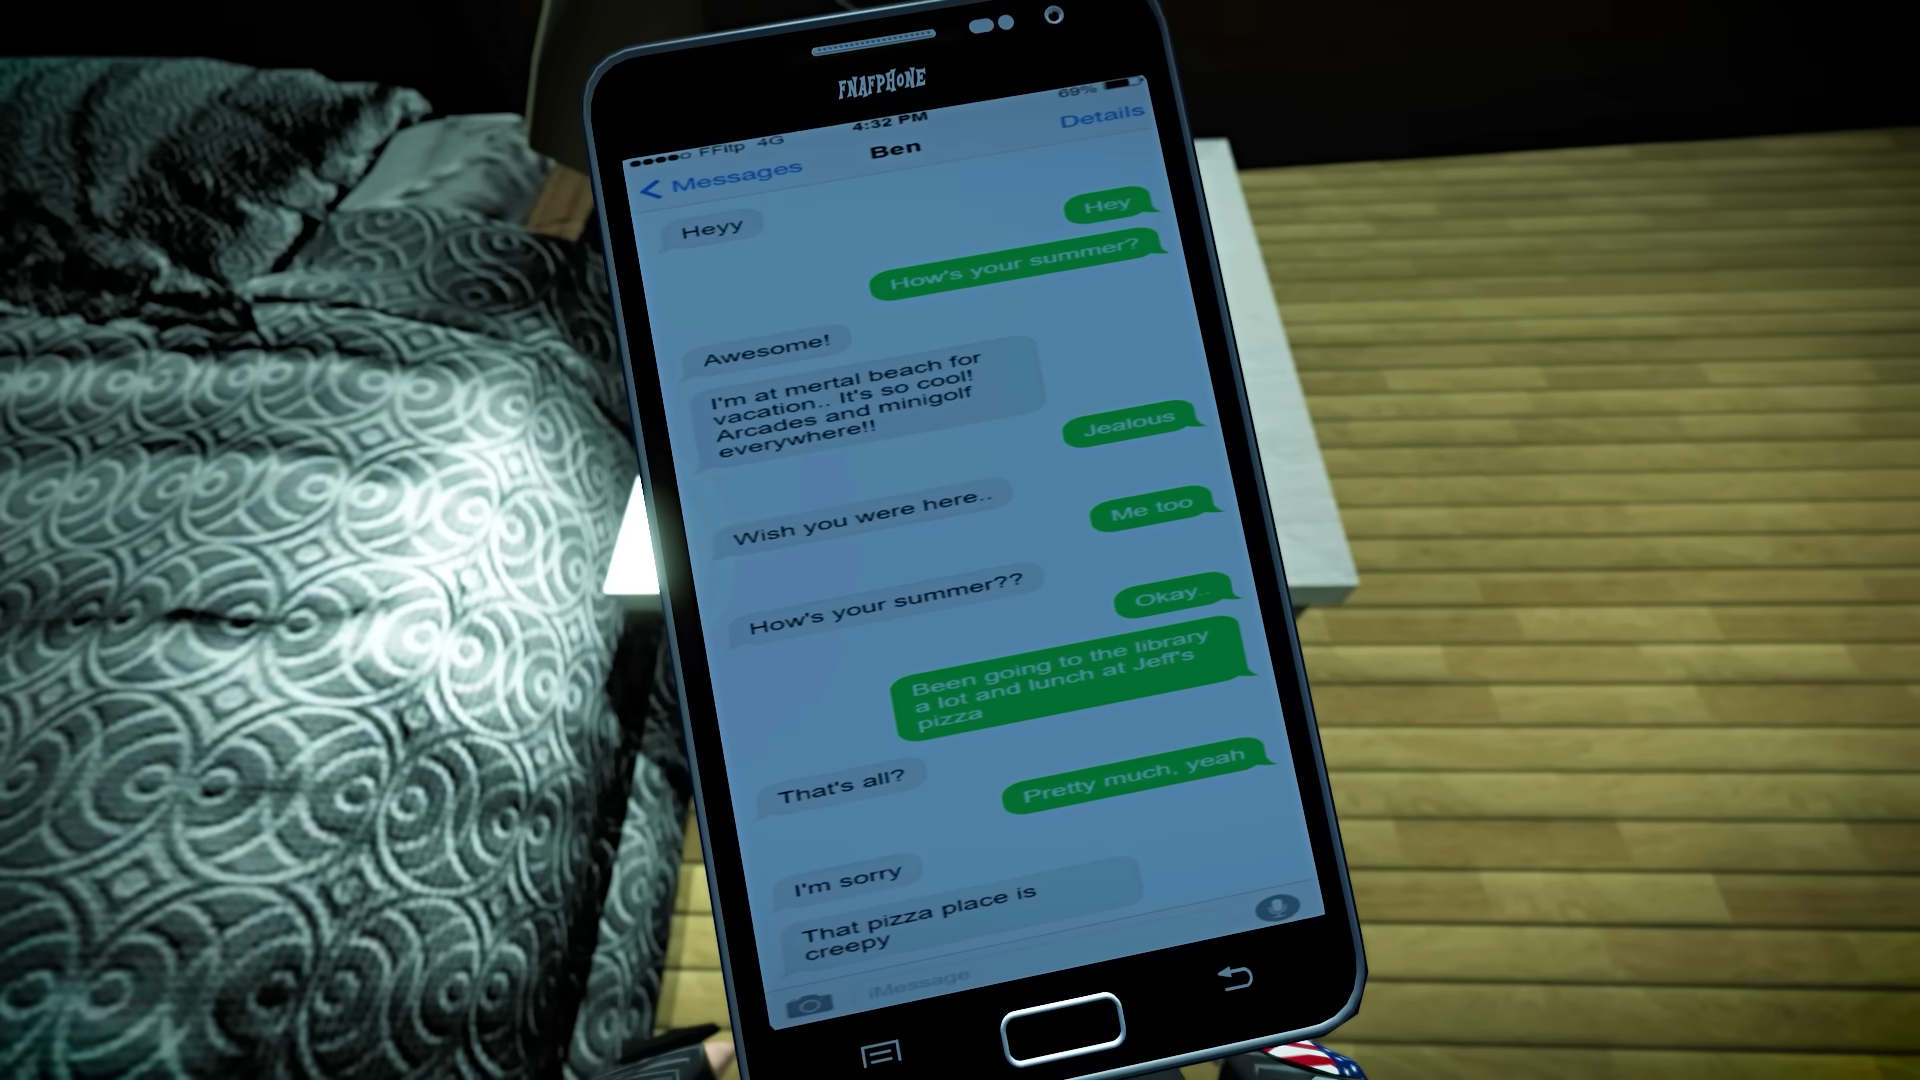 FNAFPHONE
FFitp 4G
4:32 PM
69%
Messages
Ben
Details
Heyy
Hey
How's your summer?
Awesome!
I'm at mertal beach for
vacation.. It's so cool!
Arcades and minigolf
everywhere!!
Jealous
Wish you were here..
Me too
How's your summer??
Okay..
Been going to the library
a lot and lunch at Jeff's
pizza
That's all?
Pretty much, yeah
I'm sorry
That pizza place is
creepy
iMessage